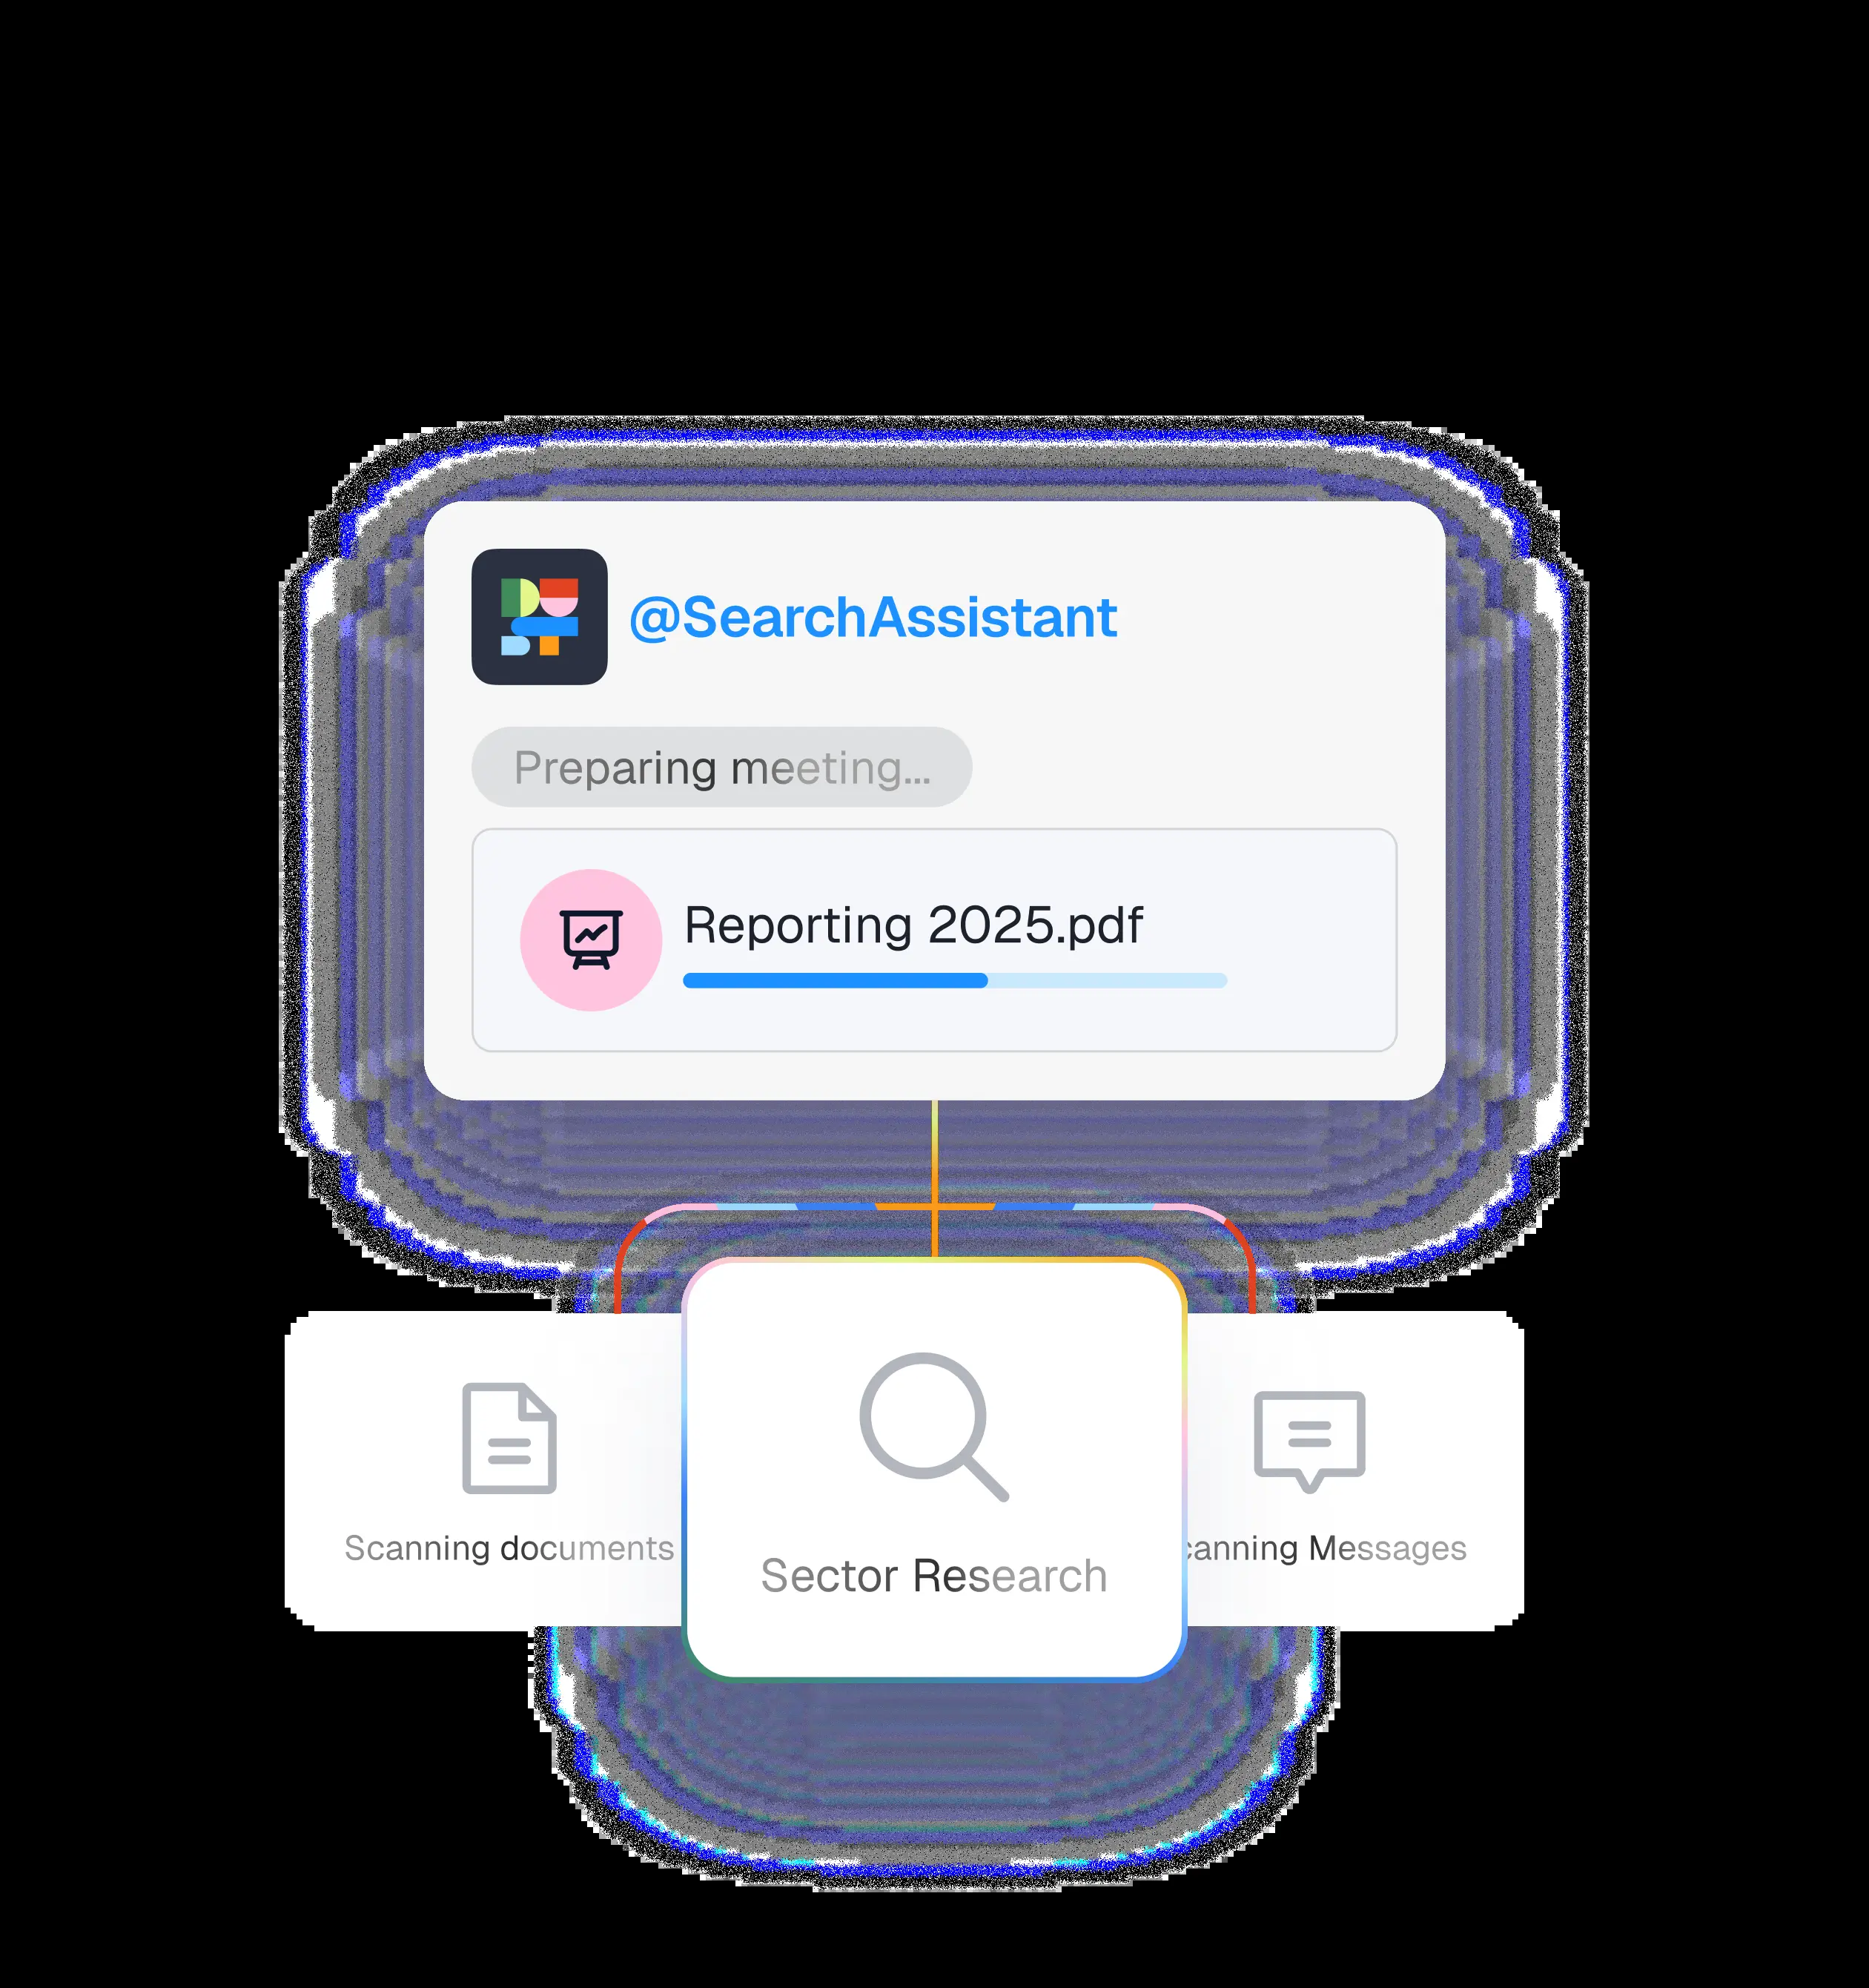 @SearchAssistant
Preparing meeting...
Reporting 2025.pdf
Scanning documents
Sector Research
canning Messages